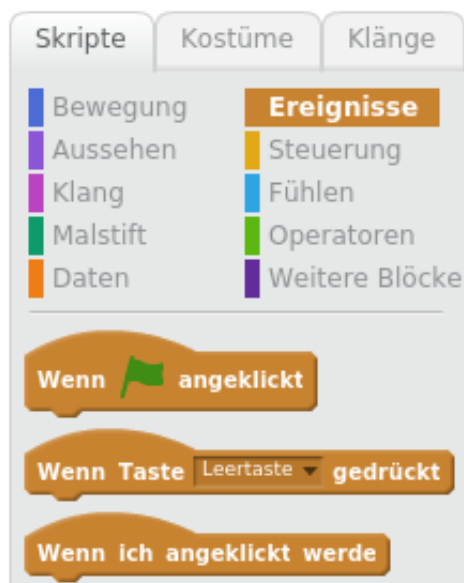 Skripte Kostüme Klänge
Bewegung Ereignisse
Aussehen Steuerung
Klang Fühlen
Malstift Operatoren
Daten Weitere Blöcke
Wenn angeklickt
Wenn Taste Leertaste gedrückt
Wenn ich angeklickt werde